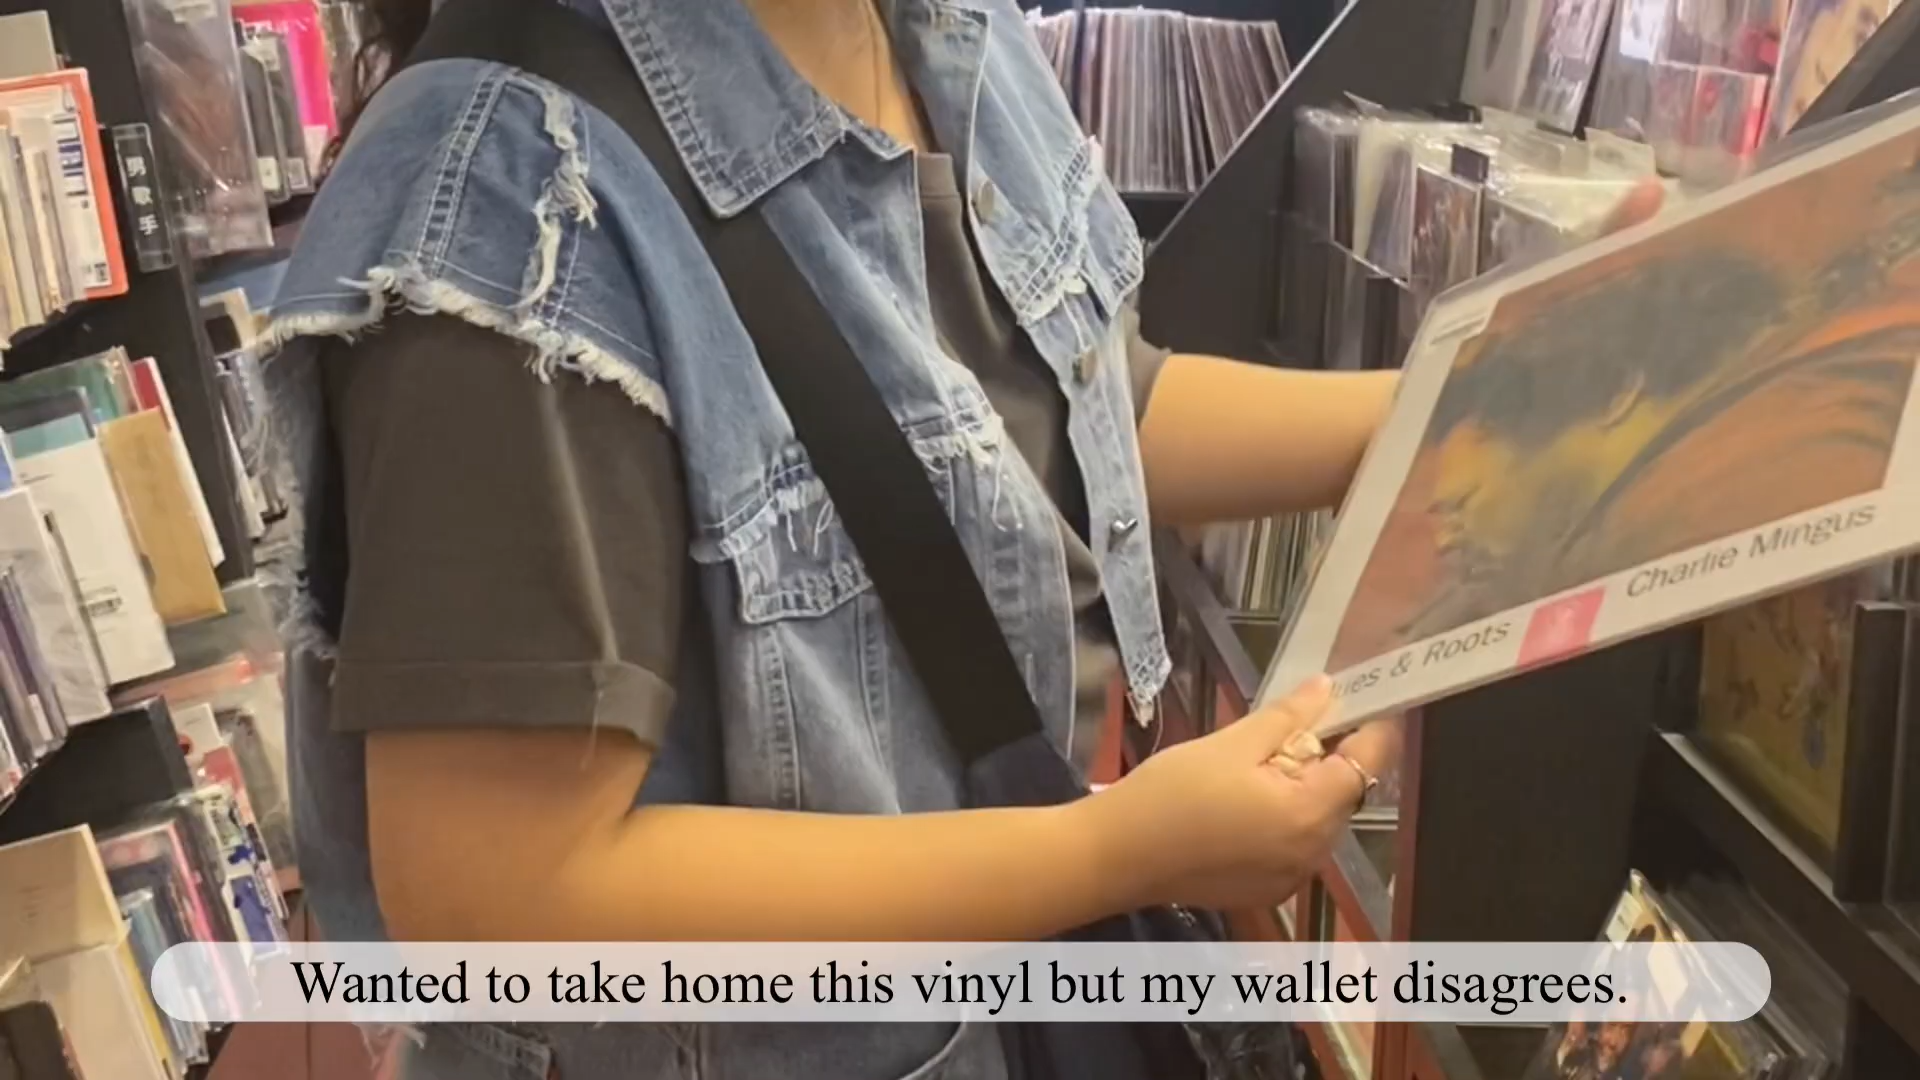 男歌手
& Roots
Charlie Mingus
Wanted to take home this vinyl but my wallet disagrees.